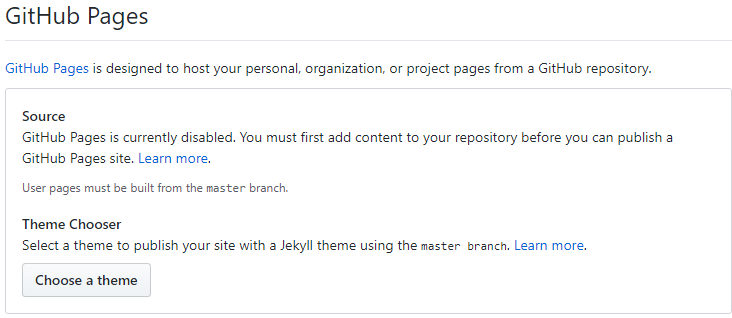 GitHub Pages
GitHub Pages is designed to host your personal, organization, or project pages from a GitHub repository.
Source
GitHub Pages is currently disabled. You must first add content to your repository before you can publish a
GitHub Pages site. Learn more.
User pages must be built from the master branch.
Theme Chooser
Select a theme to publish your site with a Jekyll theme using the master branch. Learn more.
Choose a theme